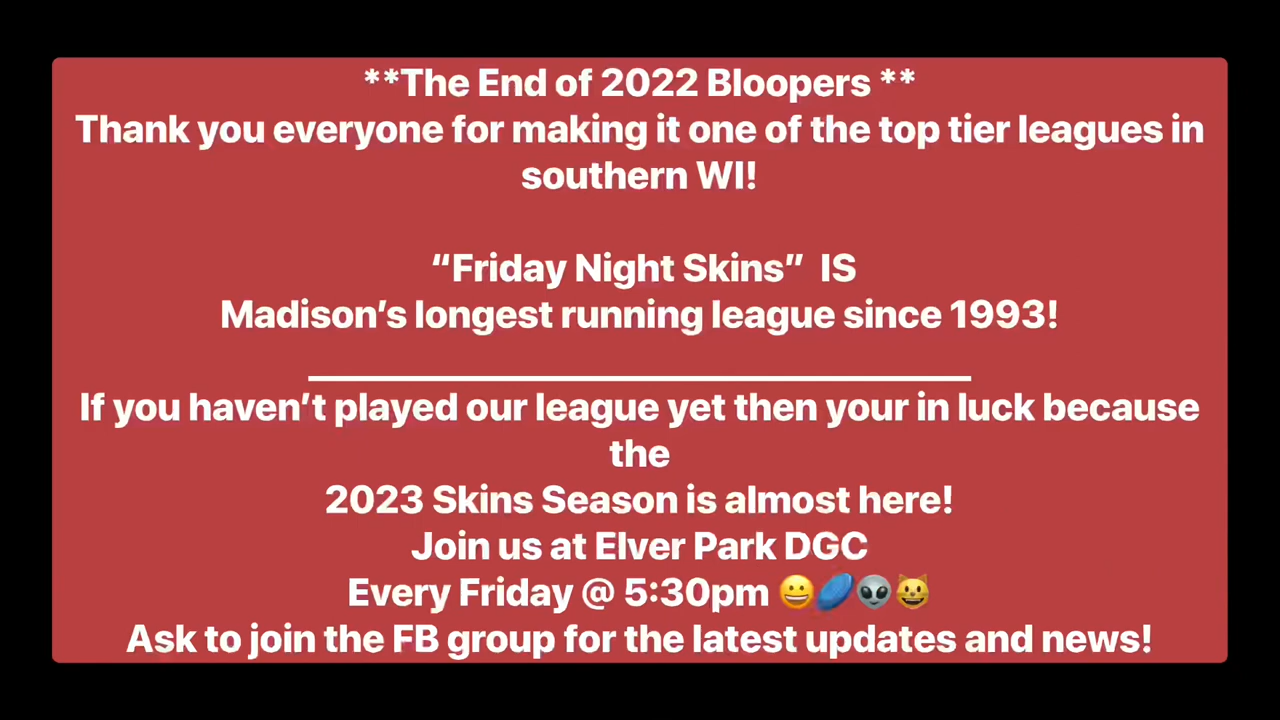 **The End of 2022 Bloopers **
Thank you everyone for making it one of the top tier leagues in
southern WI!
“Friday Night Skins”  IS
Madison’s longest running league since 1993!
If you haven’t played our league yet then your in luck because
the
2023 Skins Season is almost here!
Join us at Elver Park DGC
Every Friday @ 5:30pm 😀🥏👽😺
Ask to join the FB group for the latest updates and news!